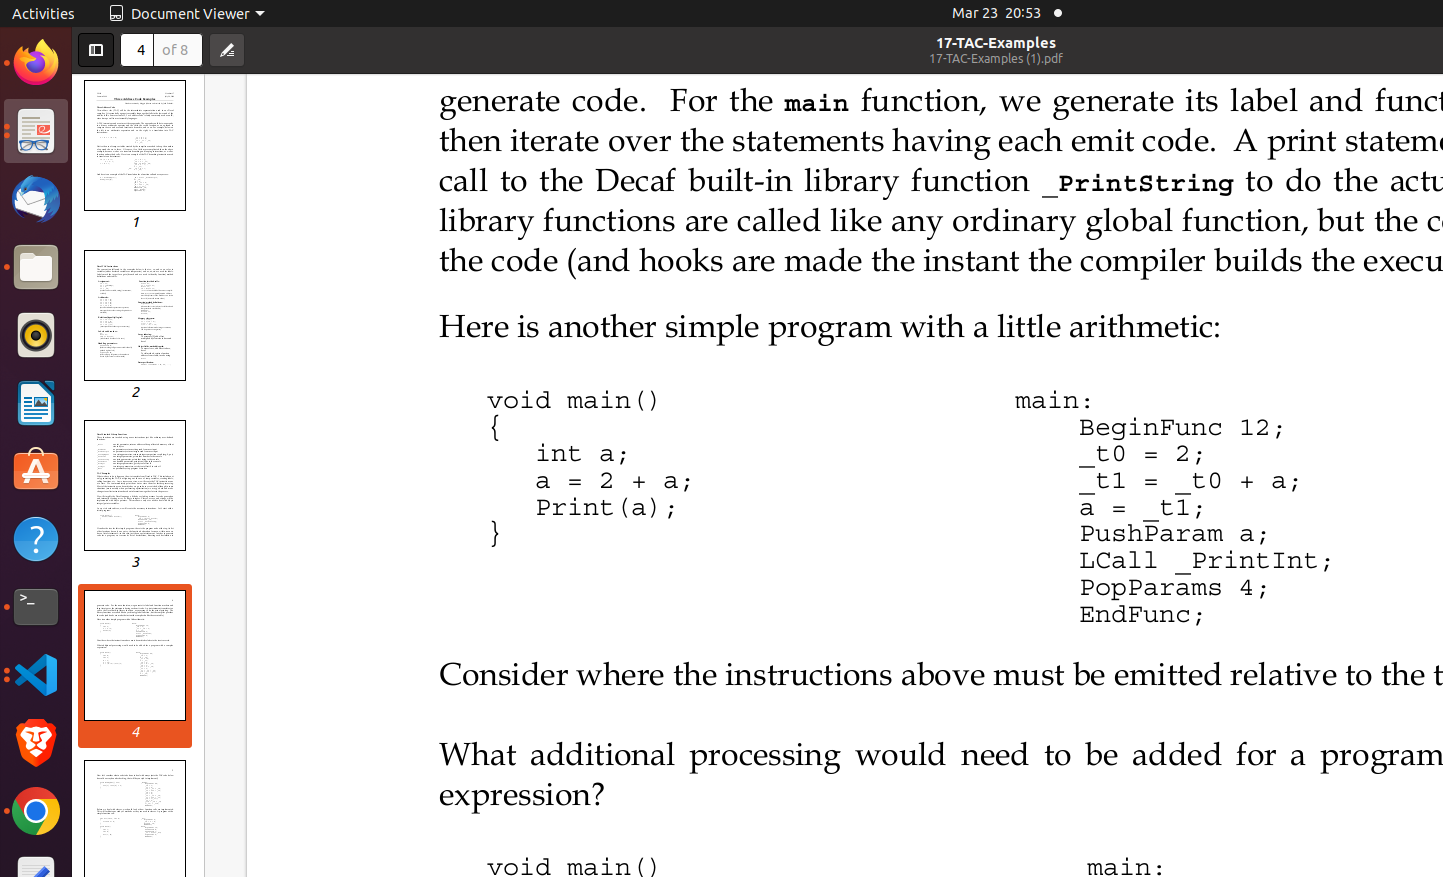 Activities
Document Viewer
Mar 23 20:53
4 of 8
17-TAC-Examples
17-TAC-Examples (1).pdf
1
2
3
4
generate code. For the main function, we generate its label and funct
then iterate over the statements having each emit code. A print stateme
call to the Decaf built-in library function _PrintString to do the actu
library functions are called like any ordinary global function, but the c
the code (and hooks are made the instant the compiler builds the execu
Here is another simple program with a little arithmetic:
void main()
{
int a;
a = 2 + a;
Print(a);
}
main:
BeginFunc 12;
_t0 = 2;
_t1 = _t0 + a;
a = _t1;
PushParam a;
LCall _PrintInt;
PopParams 4;
EndFunc;
Consider where the instructions above must be emitted relative to the t
What additional processing would need to be added for a program
expression?
void main()
main: